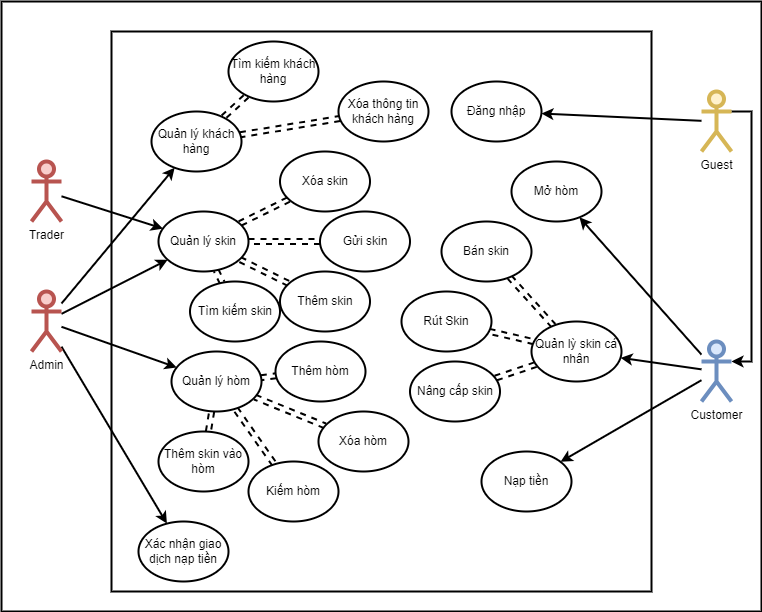 Tìm kiếm khách
hàng
Xóa thông tin
khách hàng
Đăng nhập
Quản lý khách
hàng
Guest
Xóa skin
Mở hòm
Trader
Quản lý skin
Gửi skin
Bán skin
Tìm kiếm skin
Thêm skin
Rút Skin
Quản lý skin cá
nhân
Admin
Quản lý hòm
Thêm hòm
Nâng cấp skin
Customer
Xóa hòm
Thêm skin vào
hòm
Kiếm hòm
Nạp tiền
Xác nhận giao
dịch nạp tiền